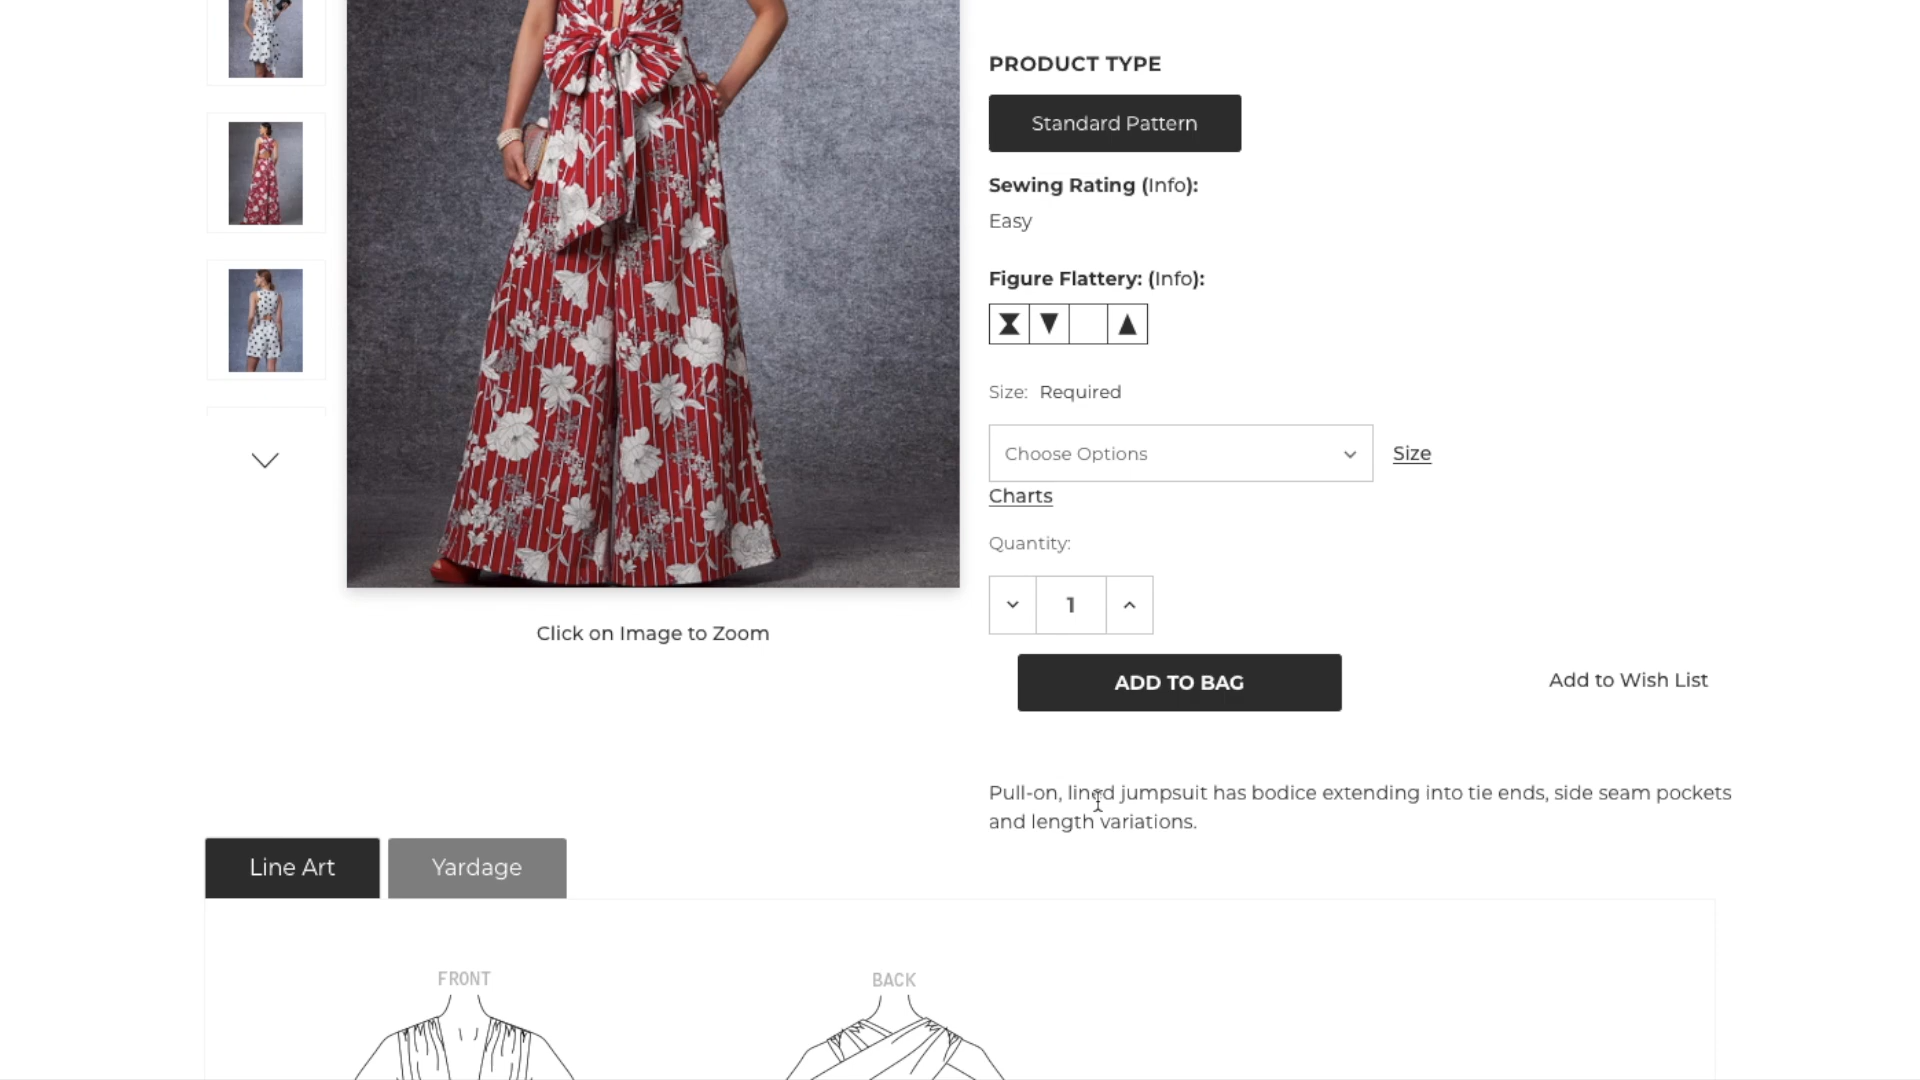 PRODUCT TYPE
Standard Pattern
Sewing Rating (Info):
Easy
Figure Flattery: (Info):
Size: Required
Choose Options
Size
Charts
Quantity:
1
Click on Image to Zoom
ADD TO BAG
Add to Wish List
Pull-on, lined jumpsuit has bodice extending into tie ends, side seam pockets
and length variations.
Line Art
Yardage
FRONT
BACK